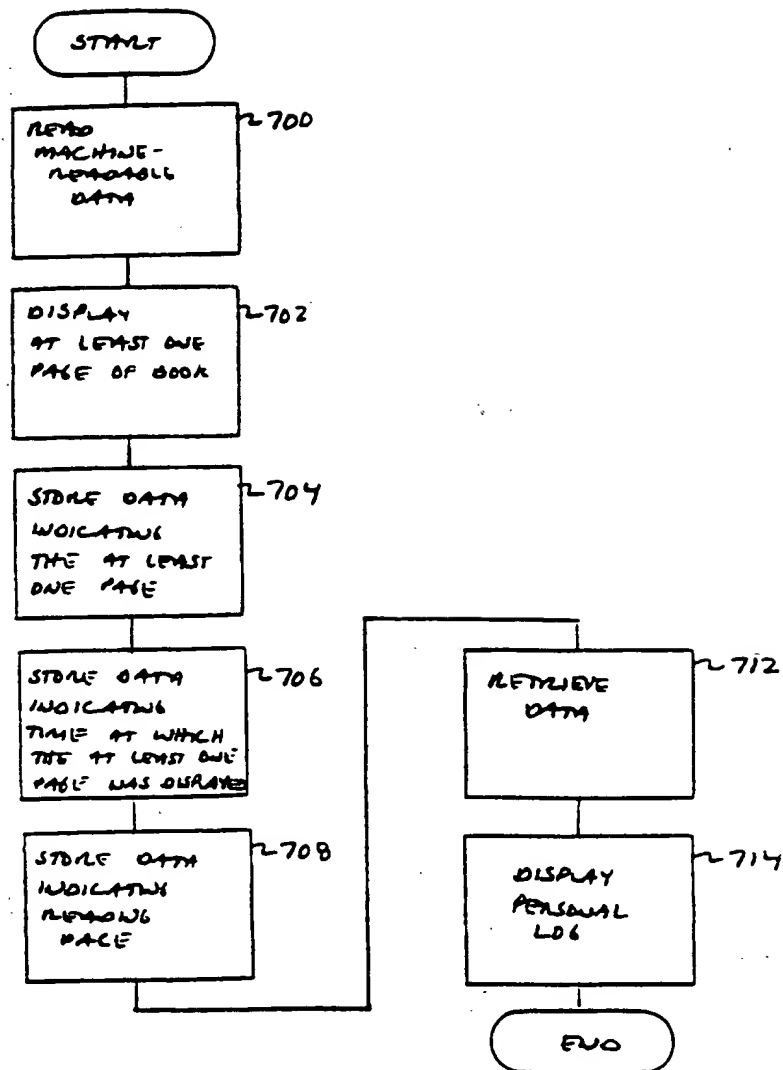 START
700
READ
MACHINE-
READABLE
DATA
702
DISPLAY
AT LEAST ONE
PAGE OF BOOK
704
STORE DATA
INDICATING
THE AT LEAST
ONE PAGE
706
STORE DATA
INDICATING
TIME AT WHICH
THE AT LEAST ONE
PAGE WAS DISPLAYED
708
STORE DATA
INDICATING
READING
PACE
712
RETRIEVE
DATA
714
DISPLAY
PERSONAL
LOG
END